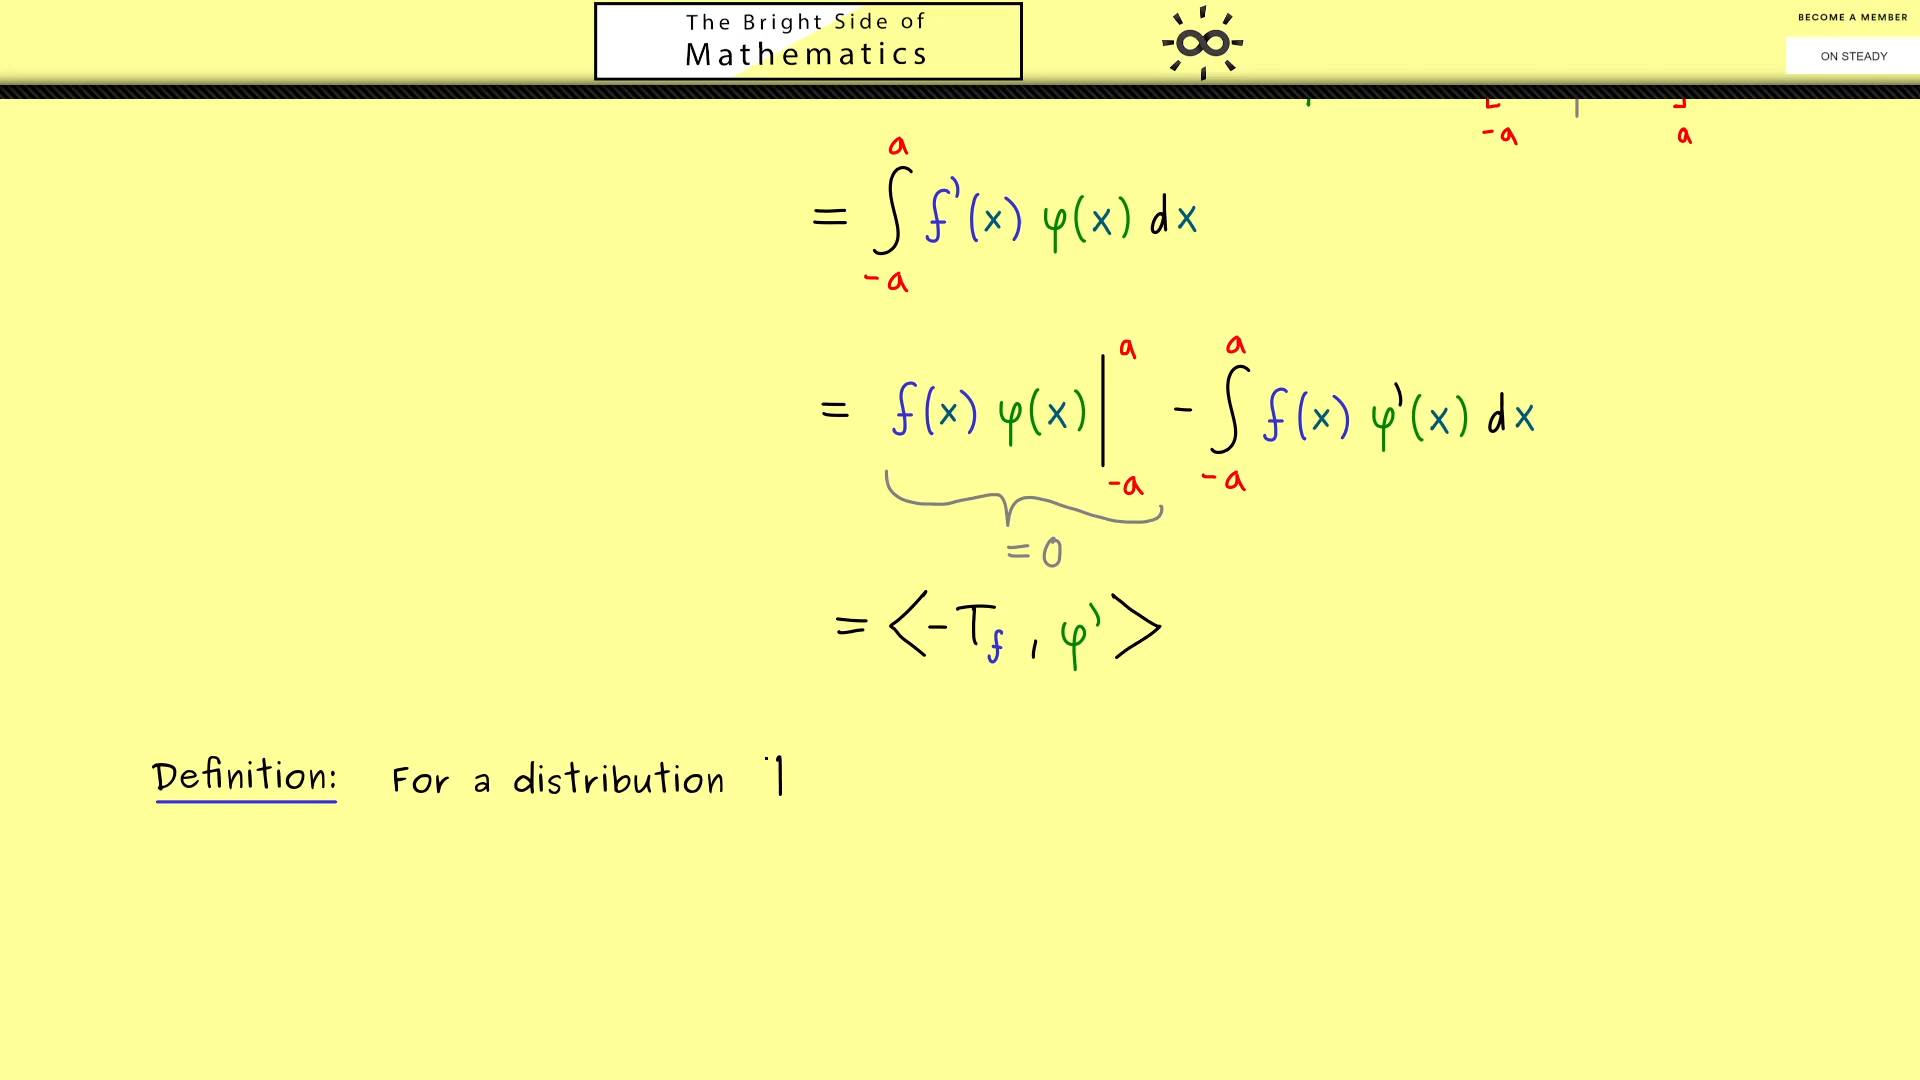 The Bright Side of
Mathematics
BECOME A MEMBER
ON STEADY
-a a
= ∫_{-a}^{a} f'(x) φ(x) dx
= f(x) φ(x) |_{-a}^{a} - ∫_{-a}^{a} f(x) φ'(x) dx
= 0
= <-T_f , φ'>
Definition: For a distribution